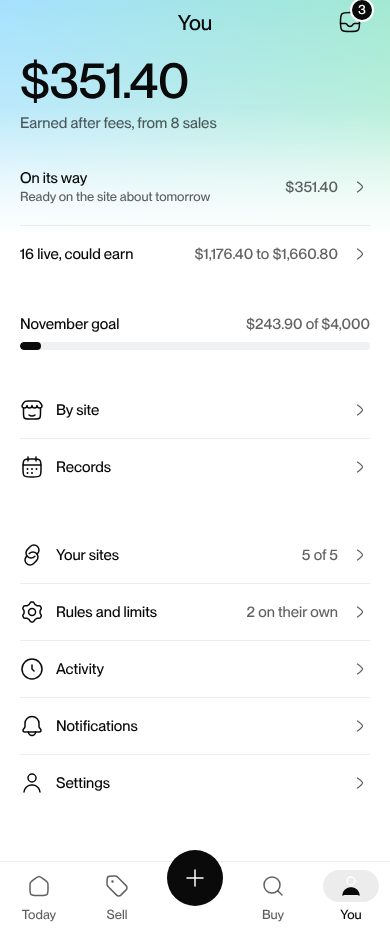 You
3
$351.40
Earned after fees, from 8 sales
On its way
Ready on the site about tomorrow
$351.40
16 live, could earn
$1,176.40 to $1,660.80
November goal
$243.90 of $4,000
By site
Records
Your sites
5 of 5
Rules and limits
2 on their own
Activity
Notifications
Settings
Today
Sell
Buy
You